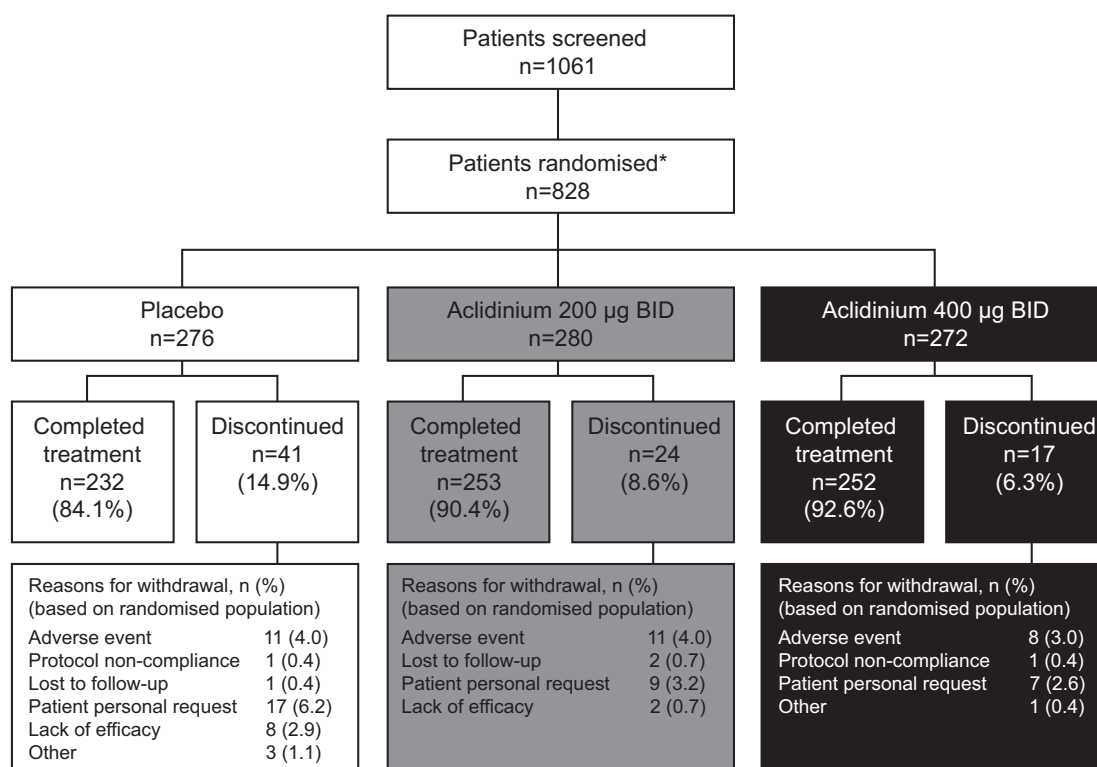 Patients screened
n=1061
Patients randomised*
n=828
Placebo
n=276
Aclidinium 200 µg BID
n=280
Aclidinium 400 µg BID
n=272
Completed
treatment
n=232
(84.1%)
Discontinued
n=41
(14.9%)
Completed
treatment
n=253
(90.4%)
Discontinued
n=24
(8.6%)
Completed
treatment
n=252
(92.6%)
Discontinued
n=17
(6.3%)
Reasons for withdrawal, n (%)
(based on randomised population)
Adverse event 11 (4.0)
Protocol non-compliance 1 (0.4)
Lost to follow-up 1 (0.4)
Patient personal request 17 (6.2)
Lack of efficacy 8 (2.9)
Other 3 (1.1)
Reasons for withdrawal, n (%)
(based on randomised population)
Adverse event 11 (4.0)
Lost to follow-up 2 (0.7)
Patient personal request 9 (3.2)
Lack of efficacy 2 (0.7)
Reasons for withdrawal, n (%)
(based on randomised population)
Adverse event 8 (3.0)
Protocol non-compliance 1 (0.4)
Patient personal request 7 (2.6)
Other 1 (0.4)